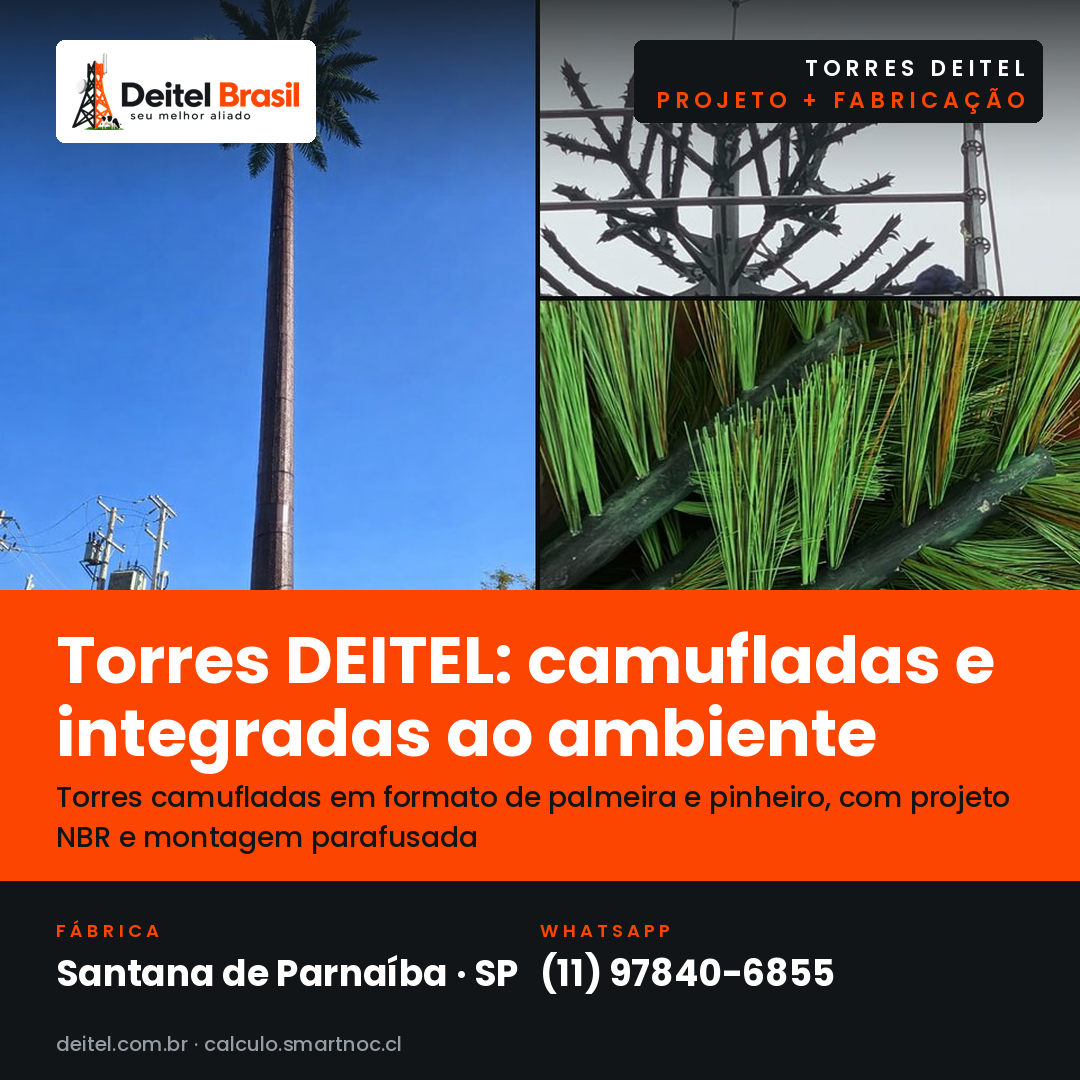 Deitel Brasil
seu melhor aliado
TORRES DEITEL
PROJETO + FABRICAÇÃO
Torres DEITEL: camufladas e
integradas ao ambiente
Torres camufladas em formato de palmeira e pinheiro, com projeto
NBR e montagem parafusada
FÁBRICA
Santana de Parnaíba · SP
WHATSAPP
(11) 97840-6855
deitel.com.br · calculo.smartnoc.cl